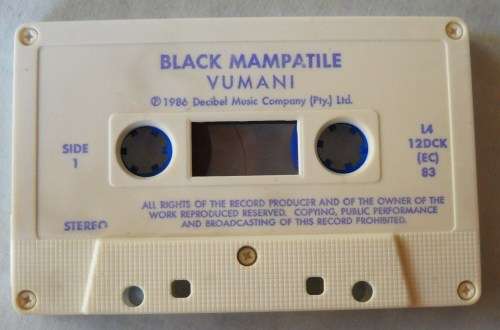 BLACK MAMPATILE
VUMANI
℗ 1986 Decibel Music Company (Pty.) Ltd.
SIDE
1
L4
12DCK
(EC)
83
STEREO
ALL RIGHTS OF THE RECORD PRODUCER AND OF THE OWNER OF THE
WORK REPRODUCED RESERVED. COPYING, PUBLIC PERFORMANCE
AND BROADCASTING OF THIS RECORD PROHIBITED.